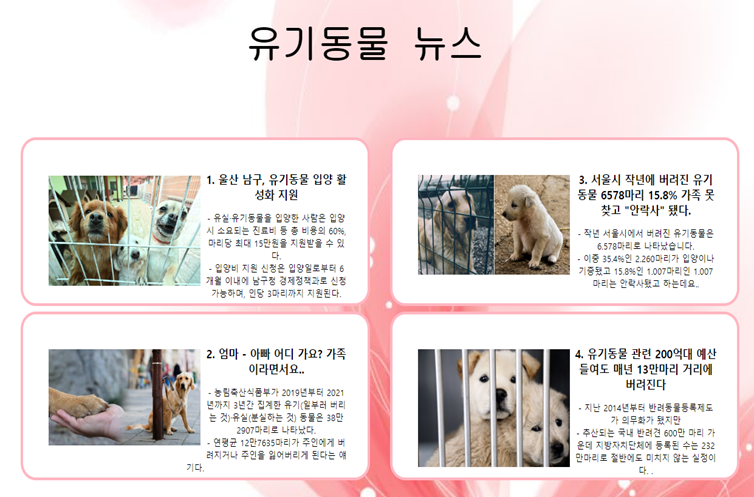 유기동물 뉴스
1. 울산 남구, 유기동물 입양 활
성화 지원
- 유실·유기동물을 입양한 사람은 입양
시 소요되는 진료비 등 총 비용의 60%,
마리당 최대 15만원을 지원받을 수 있
다.
- 입양비 지원 신청은 입양일로부터 6
개월 이내에 남구청 경제정책과로 신청
가능하며, 인당 3마리까지 지원된다.
2. 엄마 - 아빠 어디 가요? 가족
이라면서요..
- 농림축산식품부가 2019년부터 2021
년까지 3년간 집계한 유기(일부러 버리
는 것)·유실(분실하는 것) 동물은 38만
2907마리로 나타났다.
- 연평균 12만7635마리가 주인에게 버
려지거나 주인을 잃어버리게 된다는 얘
기다.
3. 서울시 작년에 버려진 유기
동물 6578마리 15.8% 가족 못
찾고 "안락사" 됐다.
- 작년 서울시에서 버려진 유기동물은
6.578마리로 나타났습니다.
- 이중 35.4%인 2.260마리가 입양이나
기증됐고 15.8%인 1.007마리인 1.007
마리는 안락사됐고 하는데요..
4. 유기동물 관련 200억대 예산
들여도 매년 13만마리 거리에
버려진다
- 지난 2014년부터 반려동물등록제도
가 의무화가 됐지만
- 추산되는 국내 반려견 600만 마리 가
운데 지방자치단체에 등록된 수는 232
만마리로 절반에도 미치지 않는 실정이
다. .